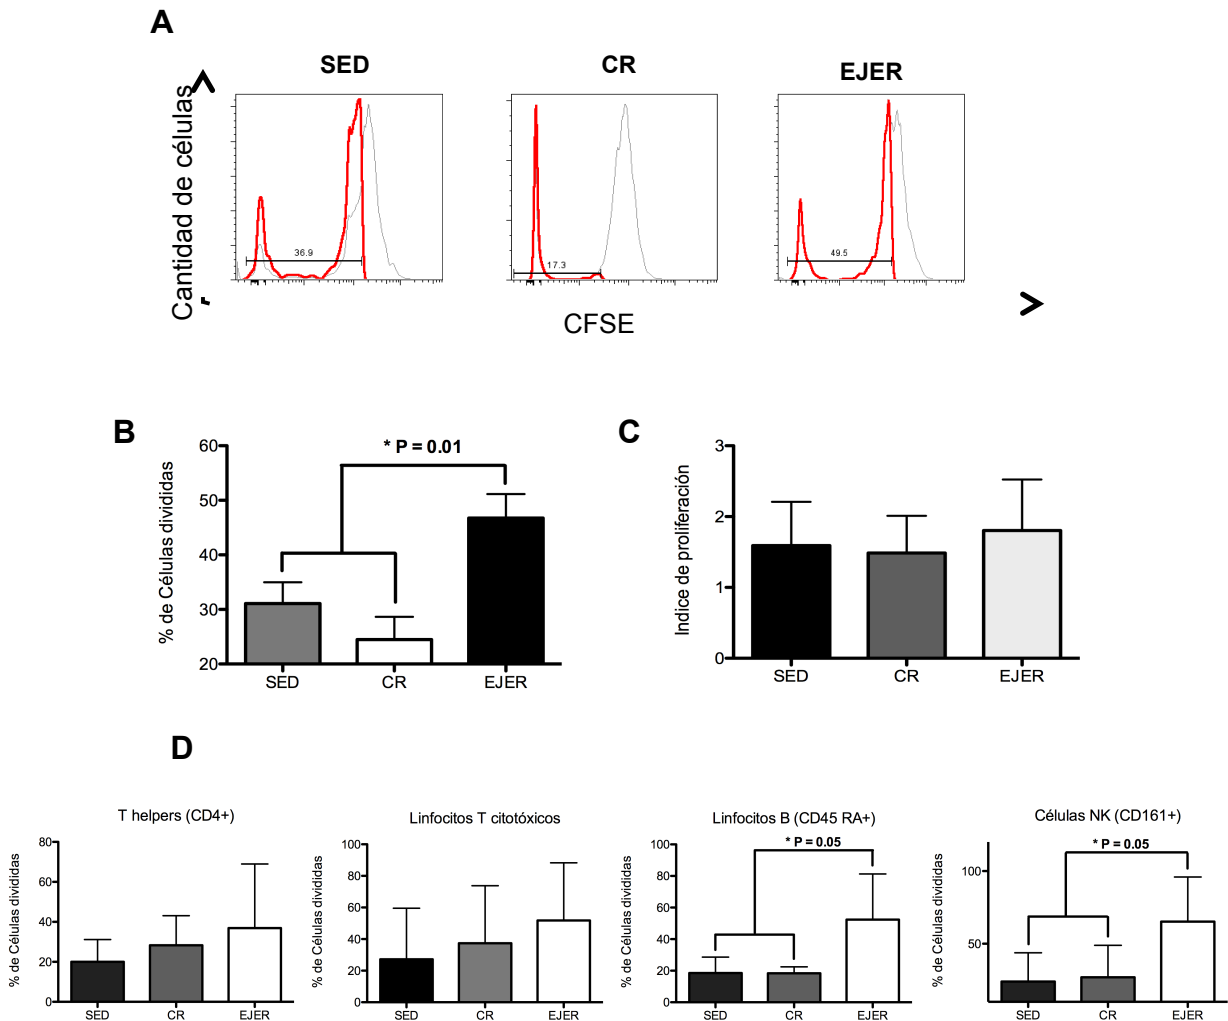 A
SED
CR
EJER
Cantidad de células
36.9
17.3
49.5
CFSE
B
* P = 0.01
% de Células divididas
60
50
40
30
20
SED
CR
EJER
C
Indice de proliferación
3
2
1
0
SED
CR
EJER
D
T helpers (CD4+)
% de Células divididas
80
60
40
20
0
SED
CR
EJER
Linfocitos T citotóxicos
% de Células divididas
100
80
60
40
20
0
SED
CR
EJER
Linfocitos B (CD45 RA+)
* P = 0.05
% de Células divididas
100
80
60
40
20
0
SED
CR
EJER
Células NK (CD161+)
* P = 0.05
% de Células divididas
100
50
SED
CR
EJER